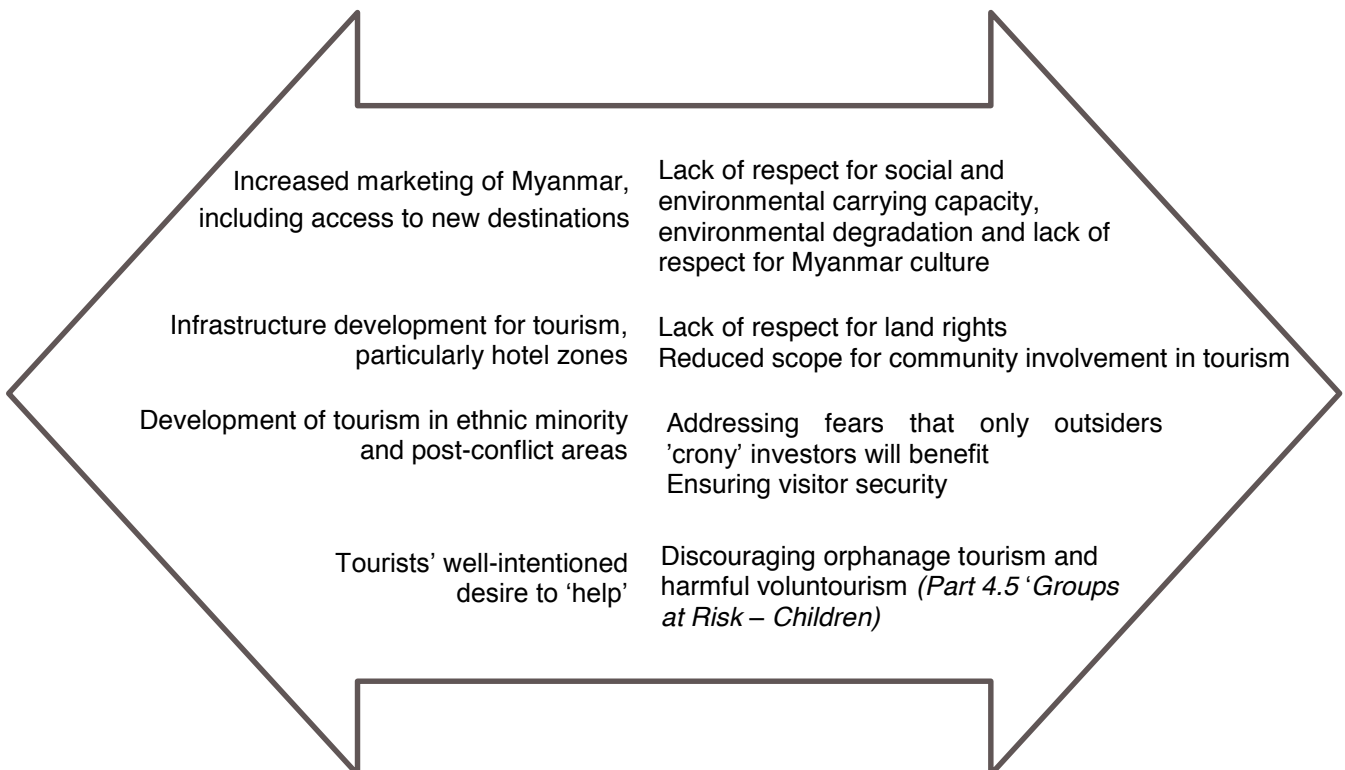 Increased marketing of Myanmar,
including access to new destinations
Lack of respect for social and
environmental carrying capacity,
environmental degradation and lack of
respect for Myanmar culture
Infrastructure development for tourism,
particularly hotel zones
Lack of respect for land rights
Reduced scope for community involvement in tourism
Development of tourism in ethnic minority
and post-conflict areas
Addressing fears that only outsiders
'crony' investors will benefit
Ensuring visitor security
Tourists’ well-intentioned
desire to ‘help’
Discouraging orphanage tourism and
harmful voluntourism (Part 4.5 ‘Groups
at Risk – Children)